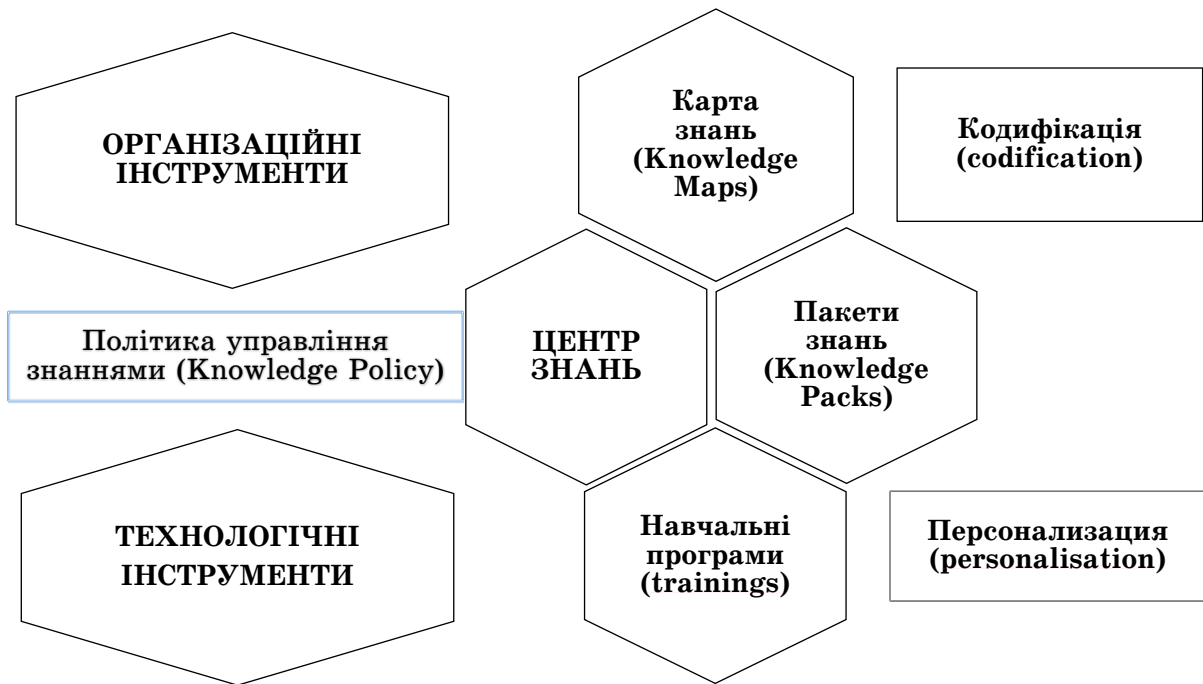 ОРГАНІЗАЦІЙНІ
ІНСТРУМЕНТИ
Карта
знань
(Knowledge
Maps)
Кодифікація
(codification)
Політика управління
знаннями (Knowledge Policy)
ЦЕНТР
ЗНАНЬ
Пакети
знань
(Knowledge
Packs)
ТЕХНОЛОГІЧНІ
ІНСТРУМЕНТИ
Навчальні
програми
(trainings)
Персонализация
(personalisation)